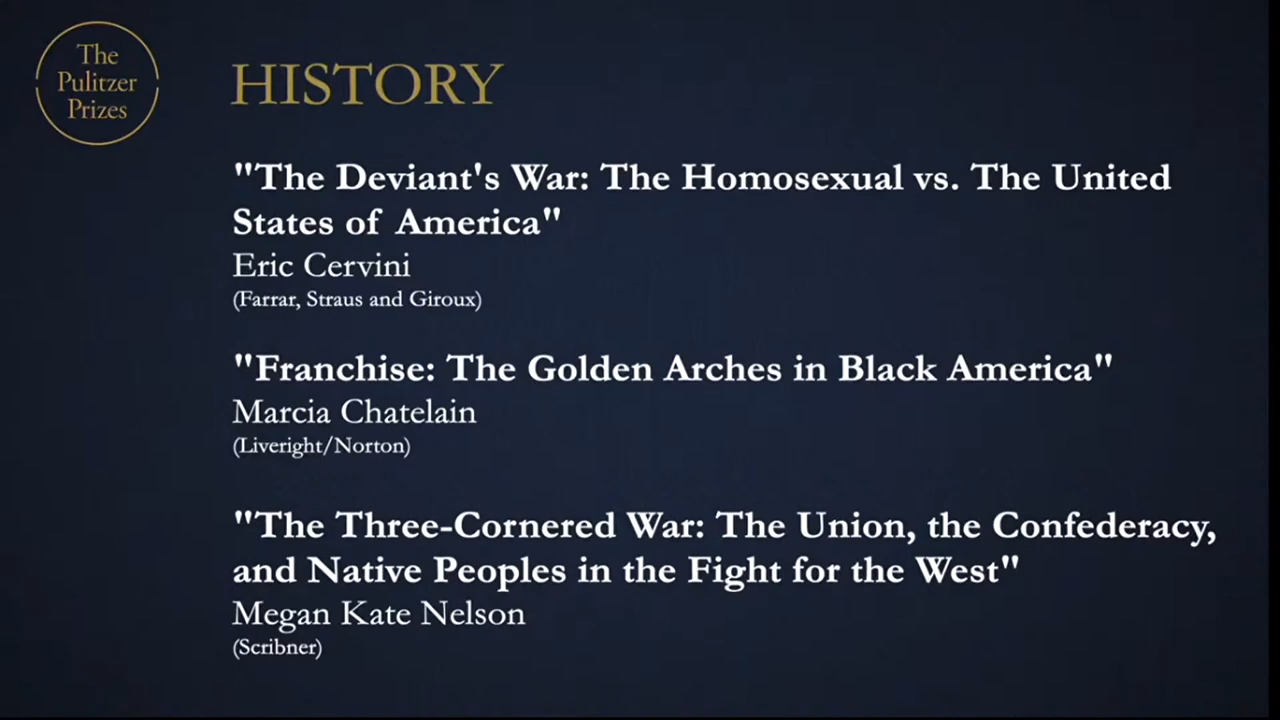 The
Pulitzer
Prizes
HISTORY
"The Deviant's War: The Homosexual vs. The United
States of America"
Eric Cervini
(Farrar, Straus and Giroux)
"Franchise: The Golden Arches in Black America"
Marcia Chatelain
(Liveright/Norton)
"The Three-Cornered War: The Union, the Confederacy,
and Native Peoples in the Fight for the West"
Megan Kate Nelson
(Scribner)